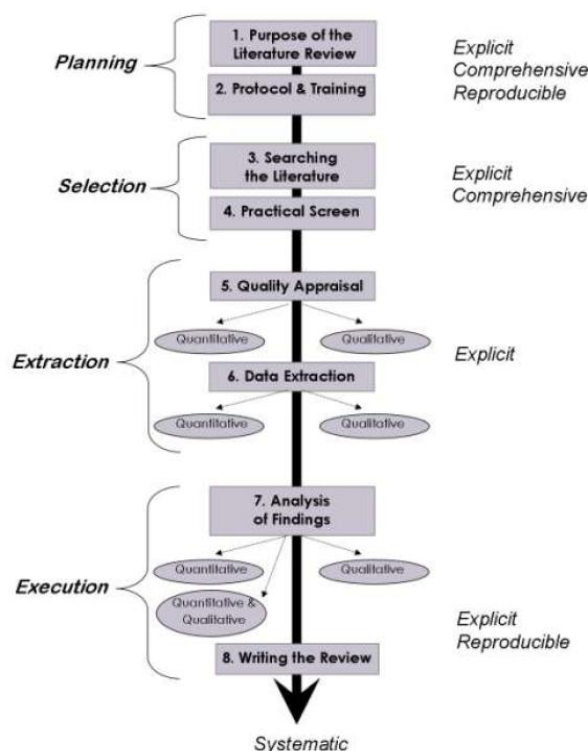 Planning
1. Purpose of the
Literature Review
2. Protocol & Training
Explicit
Comprehensive
Reproducible
Selection
3. Searching
the Literature
4. Practical Screen
Explicit
Comprehensive
Extraction
5. Quality Appraisal
Quantitative
Qualitative
6. Data Extraction
Quantitative
Qualitative
Explicit
Execution
7. Analysis
of Findings
Quantitative
Qualitative
Quantitative &
Qualitative
8. Writing the Review
Explicit
Reproducible
Systematic